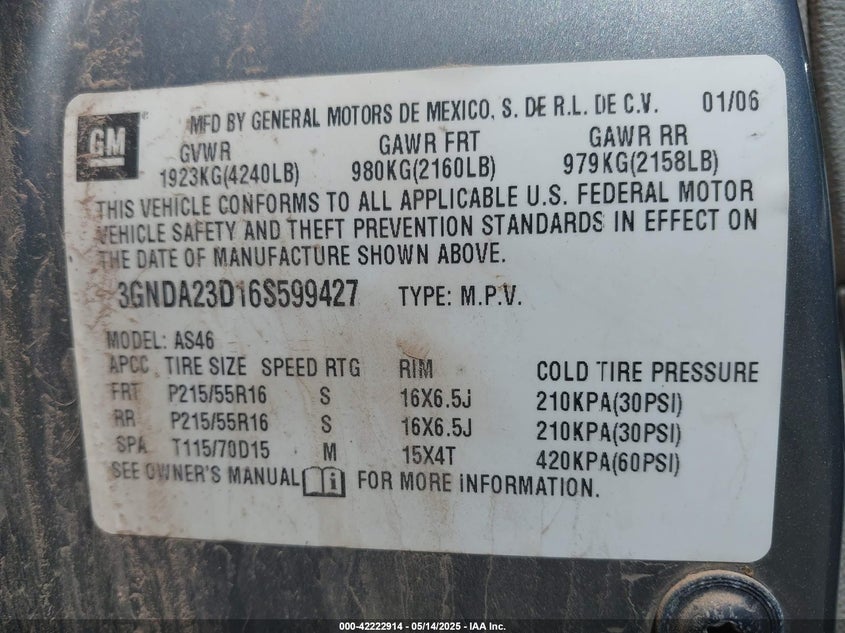 GM
MFD BY GENERAL MOTORS DE MEXICO, S. DE R.L. DE C.V. 01/06
GVWR GAWR FRT GAWR RR
1923KG(4240LB) 980KG(2160LB) 979KG(2158LB)
THIS VEHICLE CONFORMS TO ALL APPLICABLE U.S. FEDERAL MOTOR
VEHICLE SAFETY AND THEFT PREVENTION STANDARDS IN EFFECT ON
THE DATE OF MANUFACTURE SHOWN ABOVE.
3GNDA23D16S599427 TYPE: M.P.V.
MODEL: AS46
APCC TIRE SIZE SPEED RTG RIM COLD TIRE PRESSURE
FRT P215/55R16 S 16X6.5J 210KPA(30PSI)
RR P215/55R16 S 16X6.5J 210KPA(30PSI)
SPA T115/70D15 M 15X4T 420KPA(60PSI)
SEE OWNER'S MANUAL i FOR MORE INFORMATION.
000-42222914 - 05/14/2025 - IAA Inc.